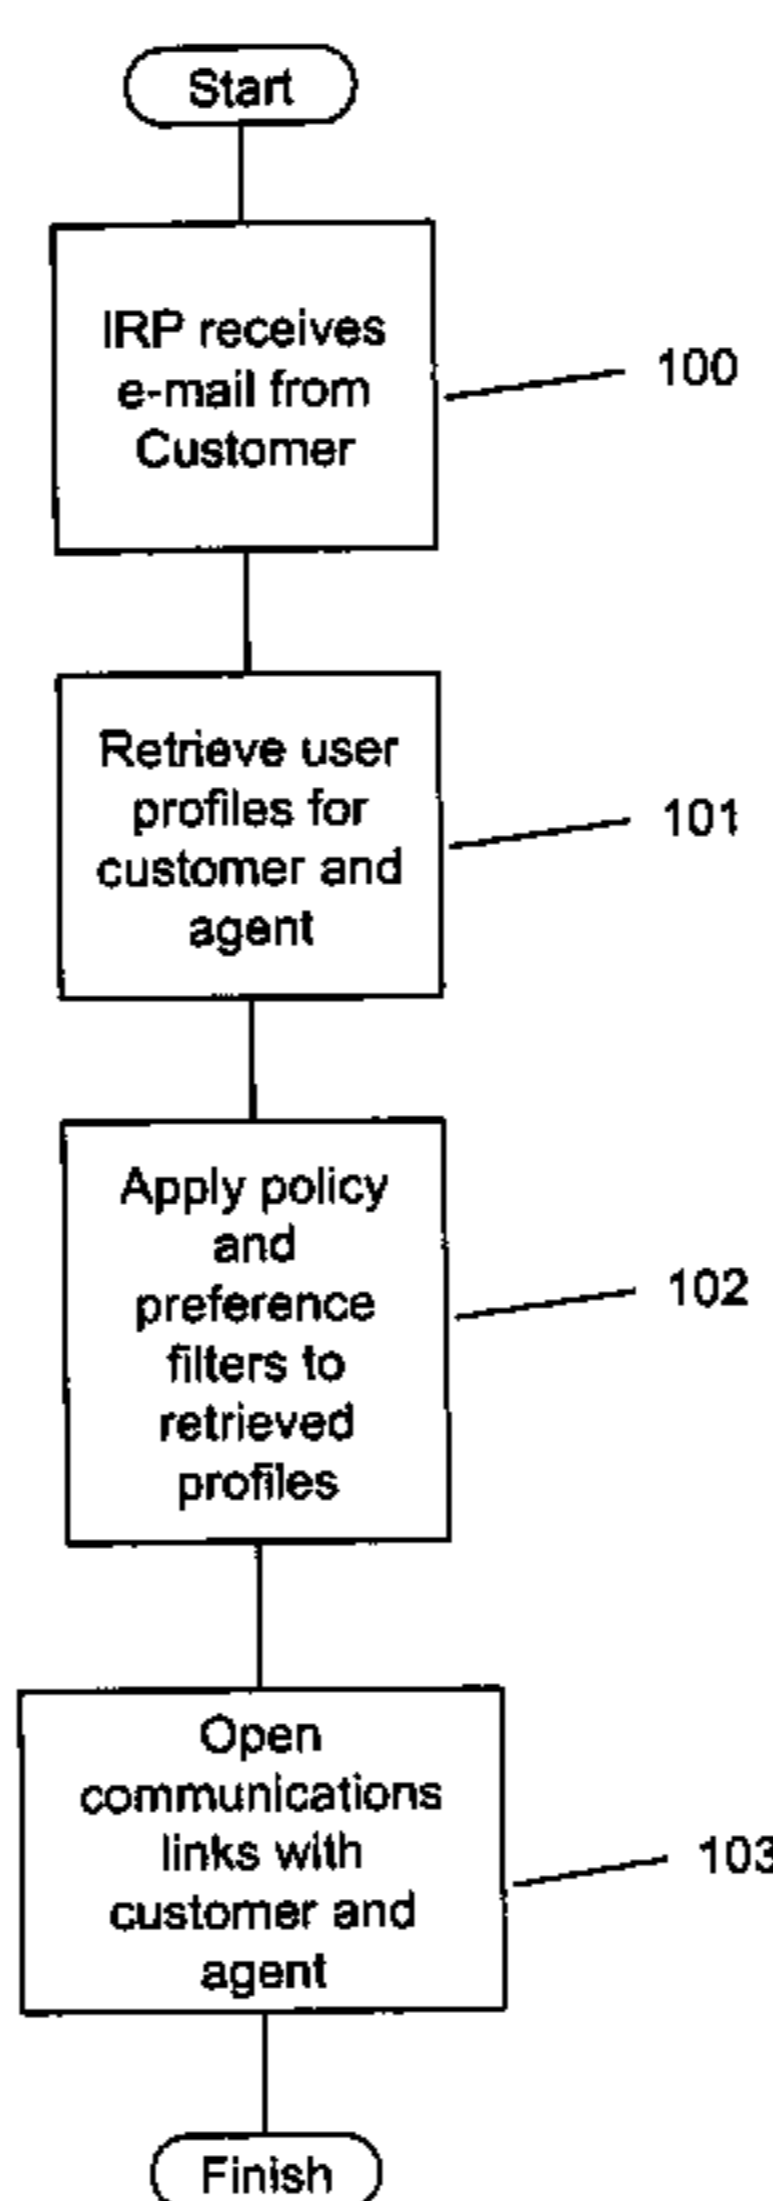 Start
IRP receives
e-mail from
Customer
100
Retrieve user
profiles for
customer and
agent
101
Apply policy
and
preference
filters to
retrieved
profiles
102
Open
communications
links with
customer and
agent
103
Finish